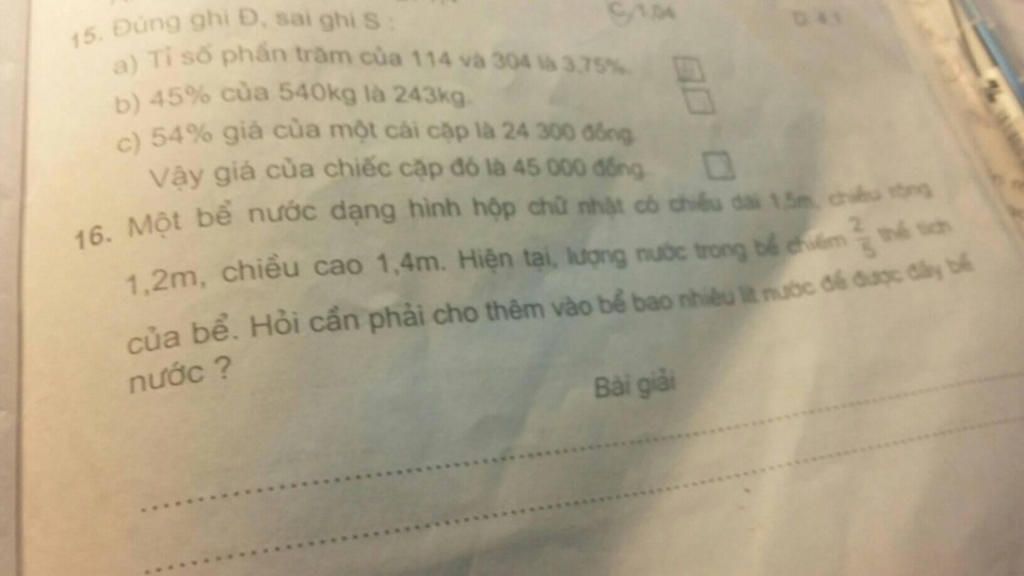 C. 1,04
D. 4,1
15. Đúng ghi Đ, sai ghi S :
a) Tỉ số phần trăm của 114 và 304 là 3,75%.
b) 45% của 540kg là 243kg.
c) 54% giá của một cái cặp là 24 300 đồng.
Vậy giá của chiếc cặp đó là 45 000 đồng.
16. Một bể nước dạng hình hộp chữ nhật có chiều dài 1,5m, chiều rộng
1,2m, chiều cao 1,4m. Hiện tại, lượng nước trong bể chiếm 2/5 thể tích
của bể. Hỏi cần phải cho thêm vào bể bao nhiêu lít nước để được đầy bể
nước ?
Bài giải